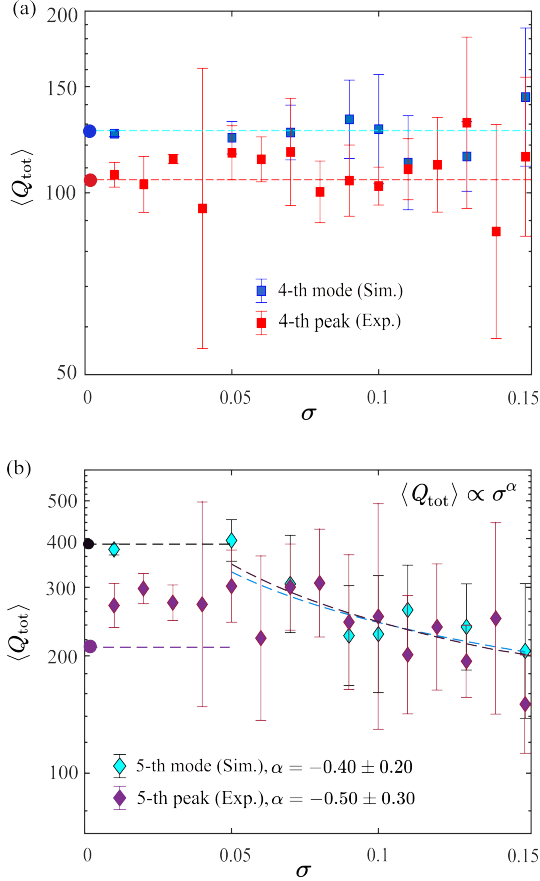 (a)
200
150
100
50
⟨Q_tot⟩
4-th mode (Sim.)
4-th peak (Exp.)
0 0.05 0.1 0.15
σ
(b)
⟨Q_tot⟩ ∝ σ^α
500
400
300
200
100
⟨Q_tot⟩
5-th mode (Sim.), α = −0.40 ± 0.20
5-th peak (Exp.), α = −0.50 ± 0.30
0 0.05 0.1 0.15
σ